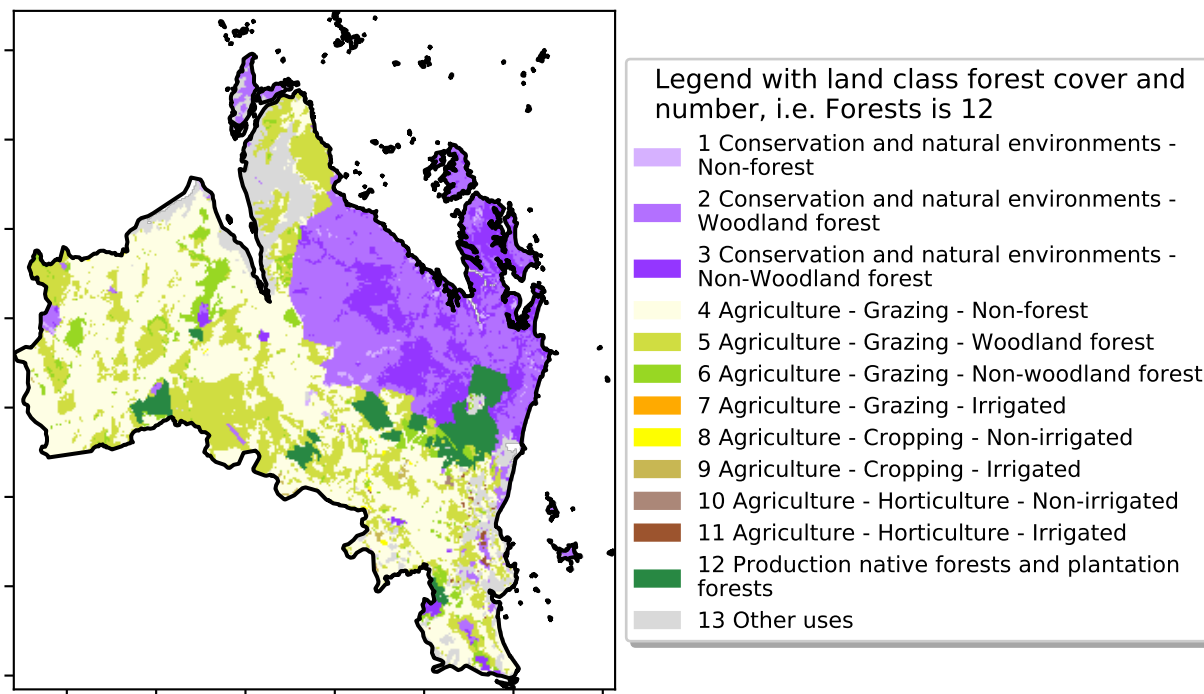 Legend with land class forest cover and
number, i.e. Forests is 12
1 Conservation and natural environments -
Non-forest
2 Conservation and natural environments -
Woodland forest
3 Conservation and natural environments -
Non-Woodland forest
4 Agriculture - Grazing - Non-forest
5 Agriculture - Grazing - Woodland forest
6 Agriculture - Grazing - Non-woodland forest
7 Agriculture - Grazing - Irrigated
8 Agriculture - Cropping - Non-irrigated
9 Agriculture - Cropping - Irrigated
10 Agriculture - Horticulture - Non-irrigated
11 Agriculture - Horticulture - Irrigated
12 Production native forests and plantation
forests
13 Other uses